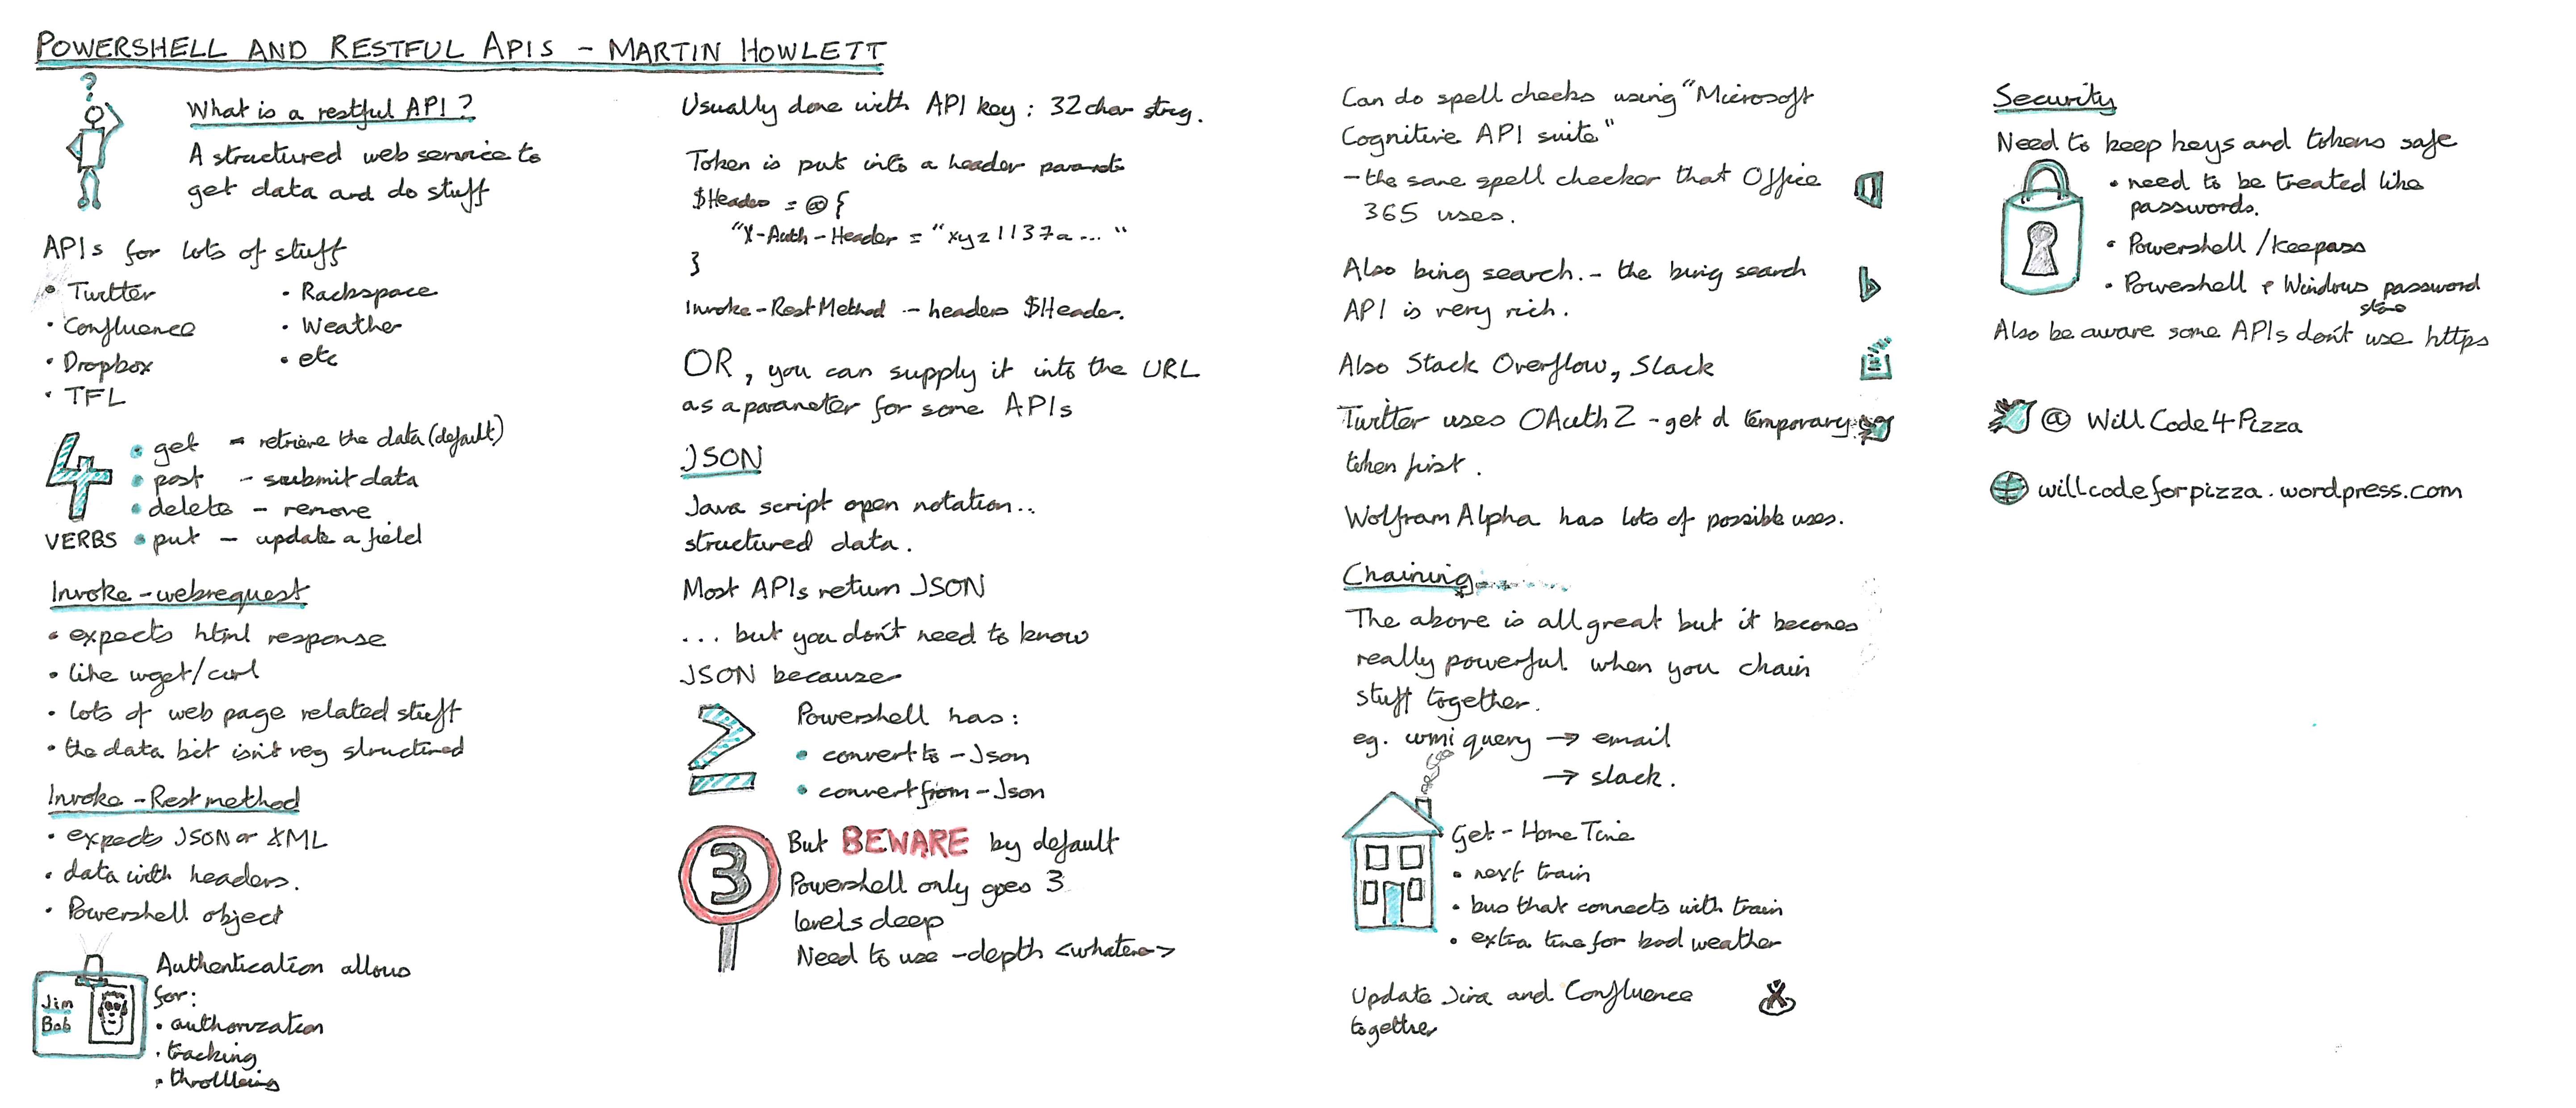 POWERSHELL AND RESTFUL APIS - MARTIN HOWLETT
?
What is a restful API?
A structured web service to
get data and do stuff
APIs for lots of stuff
• Twitter
• Confluence
• Dropbox
• TFL
• Rackspace
• Weather
• etc
4
VERBS
• get - retrieve the data (default)
• post - submit data
• delete - remove
• put - update a field
Invoke-webrequest
• expects html response
• like wget/curl
• lots of web page related stuff
• the data bit isn't very structured
Invoke-Restmethod
• expects JSON or XML
• data with headers.
• Powershell object
Jim
Bob
Authentication allows
for:
• authorization
• tracking
• throttling
Usually done with API key: 32 char string.
Token is put into a header
$Header = @{
"X-Auth-Header = "xyz1137a... "
}
Invoke-RestMethod - headers $Header.
OR, you can supply it into the URL
as a parameter for some APIs
JSON
Java script open notation..
structured data.
Most APIs return JSON
... but you don't need to know
JSON because
2
Powershell has:
• convertto-Json
• convertfrom-Json
3
But BEWARE by default
Powershell only goes 3
levels deep
Need to use -depth <whatever>
Can do spell checks using "Microsoft
Cognitive API suite"
- the same spell checker that Office
365 uses.
Also bing search. - the bing search
API is very rich.
Also Stack Overflow, Slack
Twitter uses OAuth2 - get a temporary
token first.
Wolfram Alpha has lots of possible uses.
Chaining
The above is all great but it becomes
really powerful when you chain
stuff together.
eg. wmi query → email
→ slack.
Get-HomeTime
• next train
• bus that connects with train
• extra time for bad weather
Update Jira and Confluence
together
Security
Need to keep keys and tokens safe
• need to be treated like
passwords.
• Powershell/Keepass
• Powershell & Windows password
store
Also be aware some APIs don't use https
@WillCode4Pizza
willcodeforpizza.wordpress.com